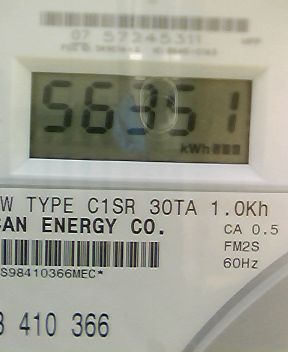 07 57245311
56351
kWh
W TYPE C1SR 30TA 1.0Kh
CAN ENERGY CO.
CA 0.5
FM2S
60Hz
S98410366MEC*
410 366